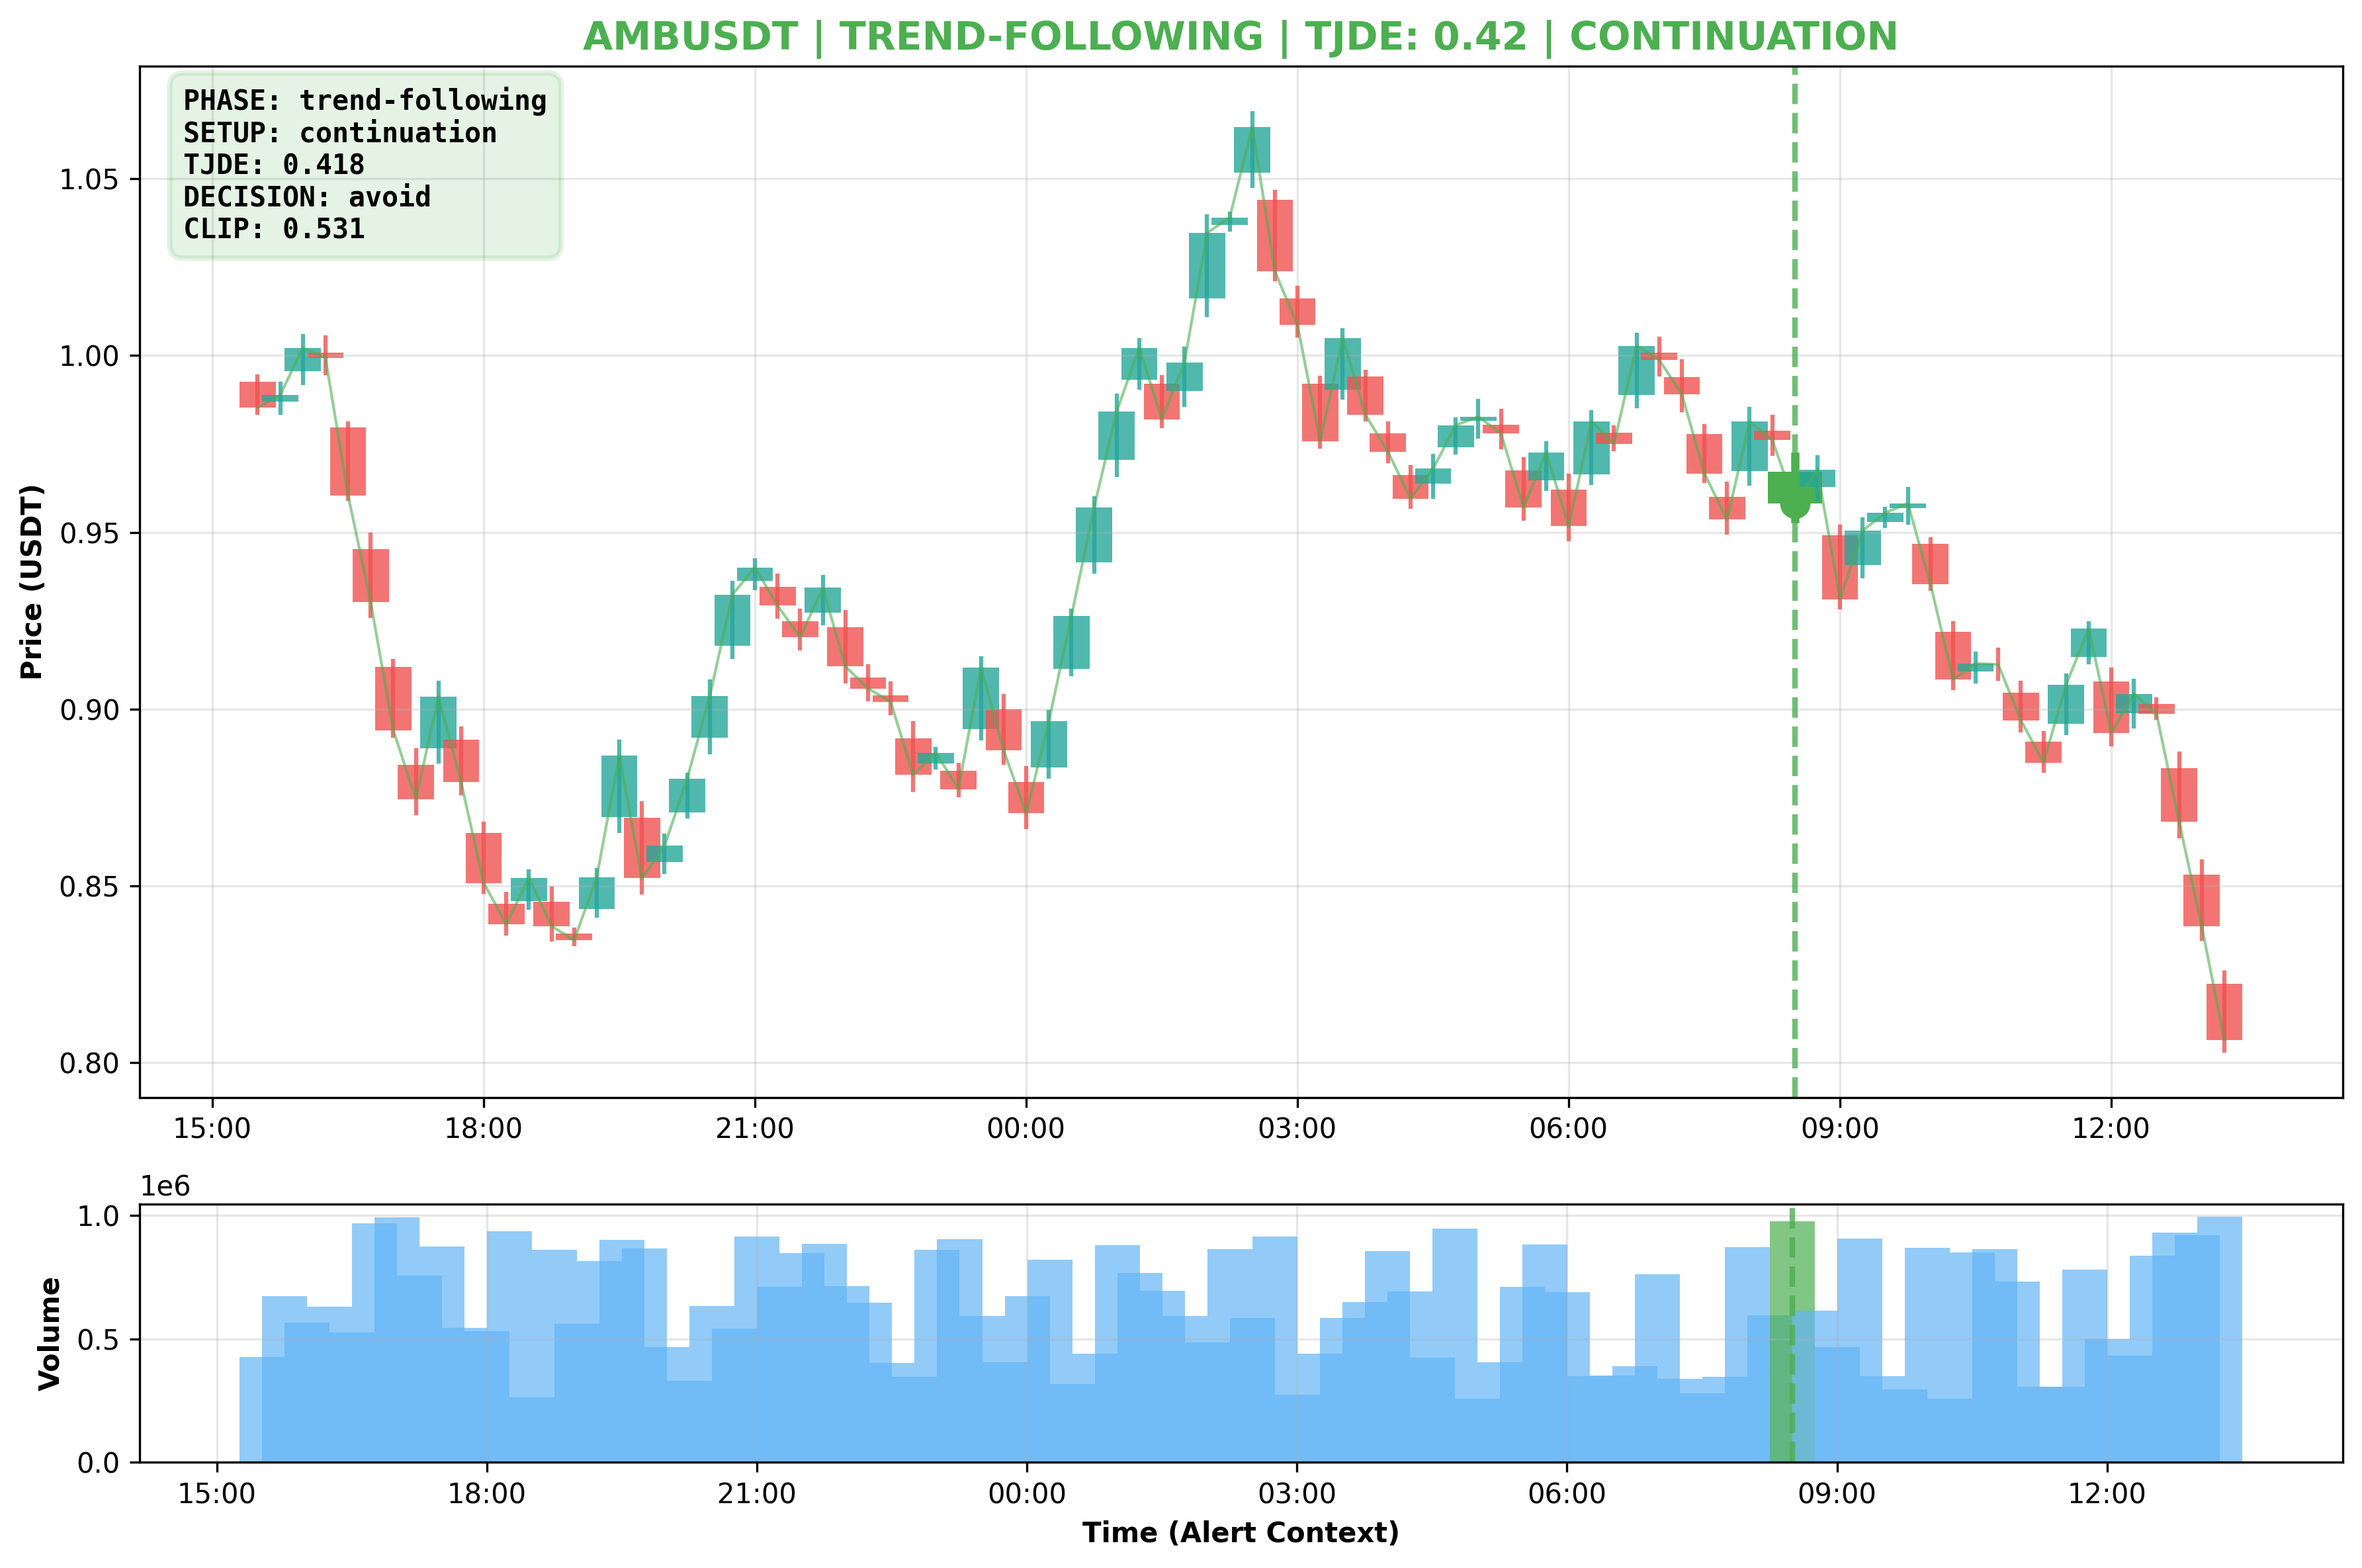 AMBUSDT | TREND-FOLLOWING | TJDE: 0.42 | CONTINUATION
PHASE: trend-following
SETUP: continuation
TJDE: 0.418
DECISION: avoid
CLIP: 0.531
Price (USDT)
1.05
1.00
0.95
0.90
0.85
0.80
15:00 18:00 21:00 00:00 03:00 06:00 09:00 12:00
1e6
Volume
1.0
0.5
0.0
15:00 18:00 21:00 00:00 03:00 06:00 09:00 12:00
Time (Alert Context)